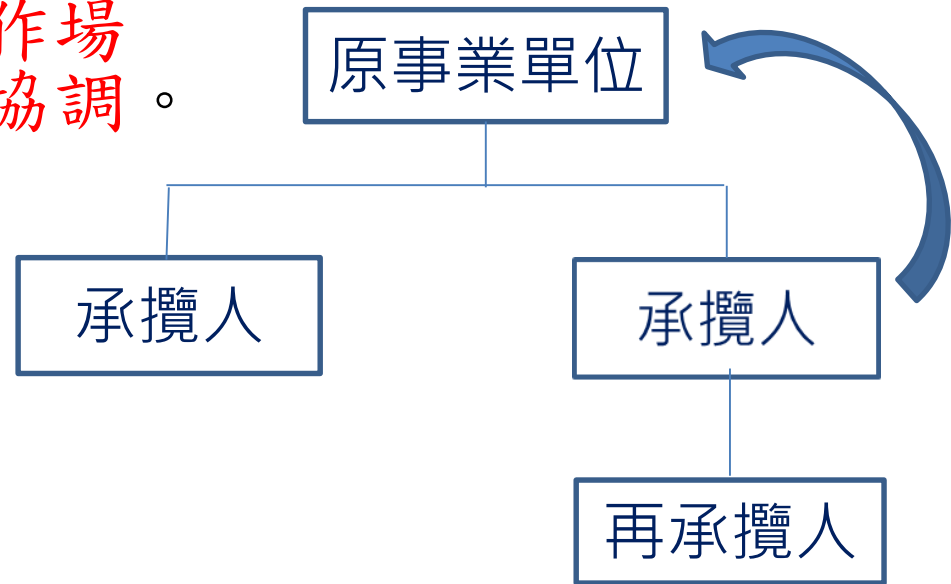 作場
協調。
原事業單位
承攬人
承攬人
再承攬人